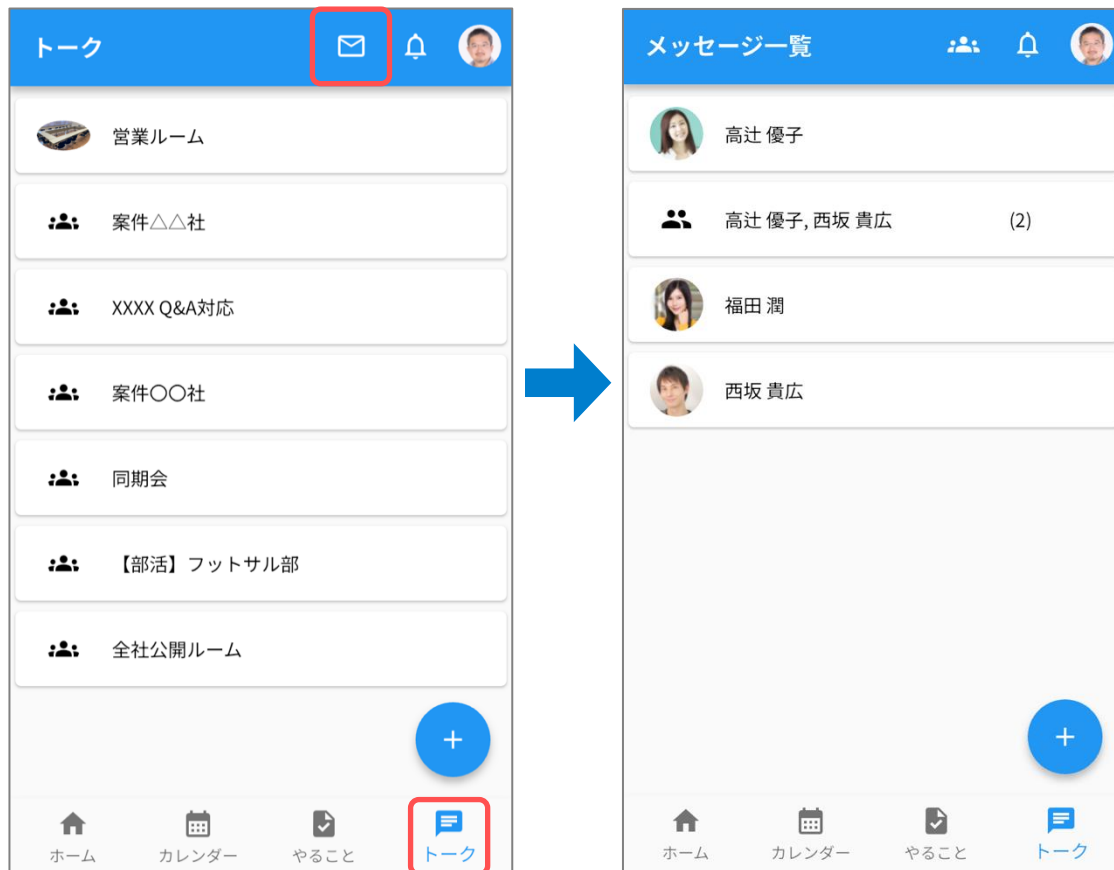 トーク
営業ルーム
案件△△社
XXXX Q&A対応
案件〇〇社
同期会
【部活】フットサル部
全社公開ルーム
+
ホーム
カレンダー
やること
トーク
メッセージ一覧
高辻 優子
高辻 優子, 西坂 貴広 (2)
福田 潤
西坂 貴広
+
ホーム
カレンダー
やること
トーク